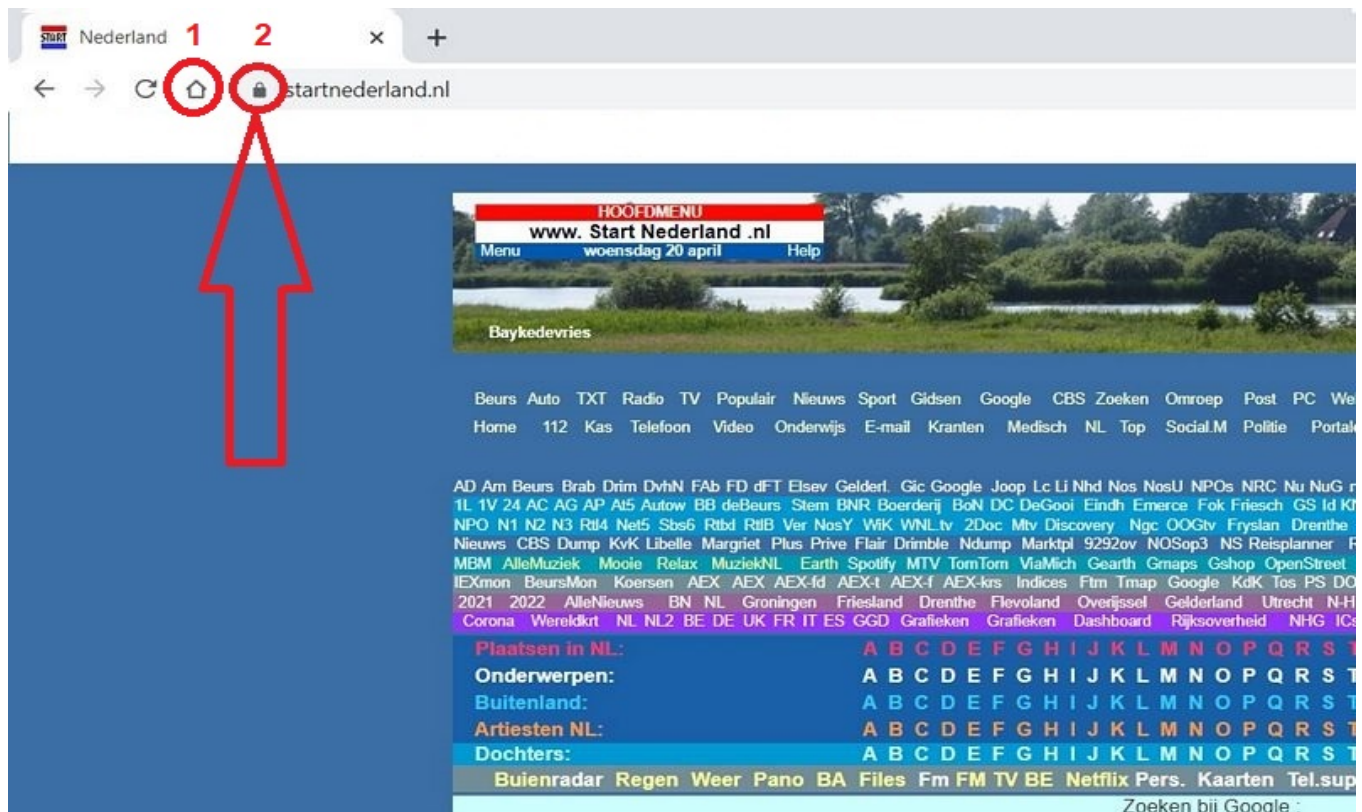 START Nederland 1 2
startnederland.nl
HOOFDMENU
www. Start Nederland .nl
Menu woensdag 20 april Help
Baykedevries
Beurs Auto TXT Radio TV Populair Nieuws Sport Gidsen Google CBS Zoeken Omroep Post PC
Home 112 Kas Telefoon Video Onderwijs E-mail Kranten Medisch NL Top Social.M Politie
AD Am Beurs Brab Drim DvhN FAb FD dFT Elsev Gelderl. Gic Google Joop Lc Li Nhd Nos NosU NPOs NRC Nu NuG
1L 1V 24 AC AG AP At5 Autow BB deBeurs Stem BNR Boerderij BoN DC DeGooi Eindh Emerce Fok Friesch GS Id
NPO N1 N2 N3 Rtl4 Net5 Sbs6 Rtbd RtlB Ver NosY WiK WNL.tv 2Doc Mtv Discovery Ngc OOGtv Fryslan Drenthe
Nieuws CBS Dump KvK Libelle Margriet Plus Prive Flair Drimble Ndump Marktpl 9292ov NOSop3 NS Reisplanner
MBM AlleMuziek Mooie Relax MuziekNL Earth Spotify MTV TomTom ViaMich Gearth Gmaps Gshop OpenStreet
IEXmon BeursMon Koersen AEX AEX AEX-fd AEX-t AEX-f AEX-krs Indices Ftm Tmap Google KdK Tos PS DO
2021 2022 AlleNieuws BN NL Groningen Friesland Drenthe Flevoland Overijssel Gelderland Utrecht N-H
Corona Wereldkrt NL NL2 BE DE UK FR IT ES GGD Grafieken Grafieken Dashboard Rijksoverheid NHG ICs
Plaatsen in NL: A B C D E F G H I J K L M N O P Q R S T
Onderwerpen: A B C D E F G H I J K L M N O P Q R S T
Buitenland: A B C D E F G H I J K L M N O P Q R S T
Artiesten NL: A B C D E F G H I J K L M N O P Q R S T
Dochters: A B C D E F G H I J K L M N O P Q R S T
Buienradar Regen Weer Pano BA Files Fm FM TV BE Netflix Pers. Kaarten Tel.sup
Zoeken bij Google